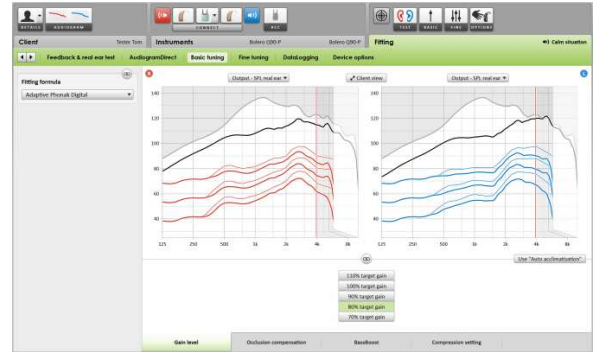 DETAILS AUDIOGRAM CONNECT ACC TEST BASIC FINE OPTIONS
Client Tester Tom Instruments Bolero Q90-P Bolero Q90-P Fitting Calm situation
Feedback & real ear test AudiogramDirect Basic tuning Fine tuning DataLogging Device options
Fitting formula
Adaptive Phonak Digital
Output - SPL real ear Client view Output - SPL real ear
140 140
120 120
100 100
80 80
60 60
40 40
125 250 500 1k 2k 4k 8k 125 250 500 1k 2k 4k 8k
Use "Auto acclimatization"
110% target gain
100% target gain
90% target gain
80% target gain
70% target gain
Gain level Occlusion compensation BassBoost Compression setting